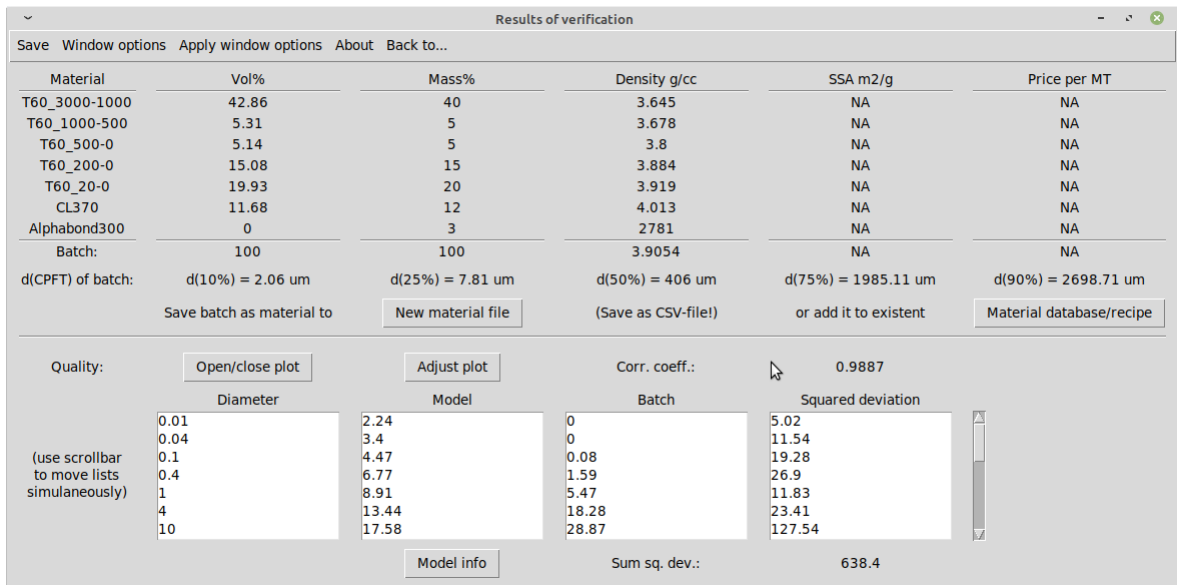 Results of verification
Save Window options Apply window options About Back to...
Material Vol% Mass% Density g/cc SSA m2/g Price per MT
T60_3000-1000 42.86 40 3.645 NA NA
T60_1000-500 5.31 5 3.678 NA NA
T60_500-0 5.14 5 3.8 NA NA
T60_200-0 15.08 15 3.884 NA NA
T60_20-0 19.93 20 3.919 NA NA
CL370 11.68 12 4.013 NA NA
Alphabond300 0 3 2781 NA NA
Batch: 100 100 3.9054 NA NA
d(CPFT) of batch: d(10%) = 2.06 um d(25%) = 7.81 um d(50%) = 406 um d(75%) = 1985.11 um d(90%) = 2698.71 um
Save batch as material to New material file (Save as CSV-file!) or add it to existent Material database/recipe
Quality: Open/close plot Adjust plot Corr. coeff.: 0.9887
Diameter Model Batch Squared deviation
0.01 2.24 0 5.02
0.04 3.4 0 11.54
(use scrollbar 0.1 4.47 0.08 19.28
to move lists 0.4 6.77 1.59 26.9
simulaneously) 1 8.91 5.47 11.83
4 13.44 18.28 23.41
10 17.58 28.87 127.54
Model info Sum sq. dev.: 638.4